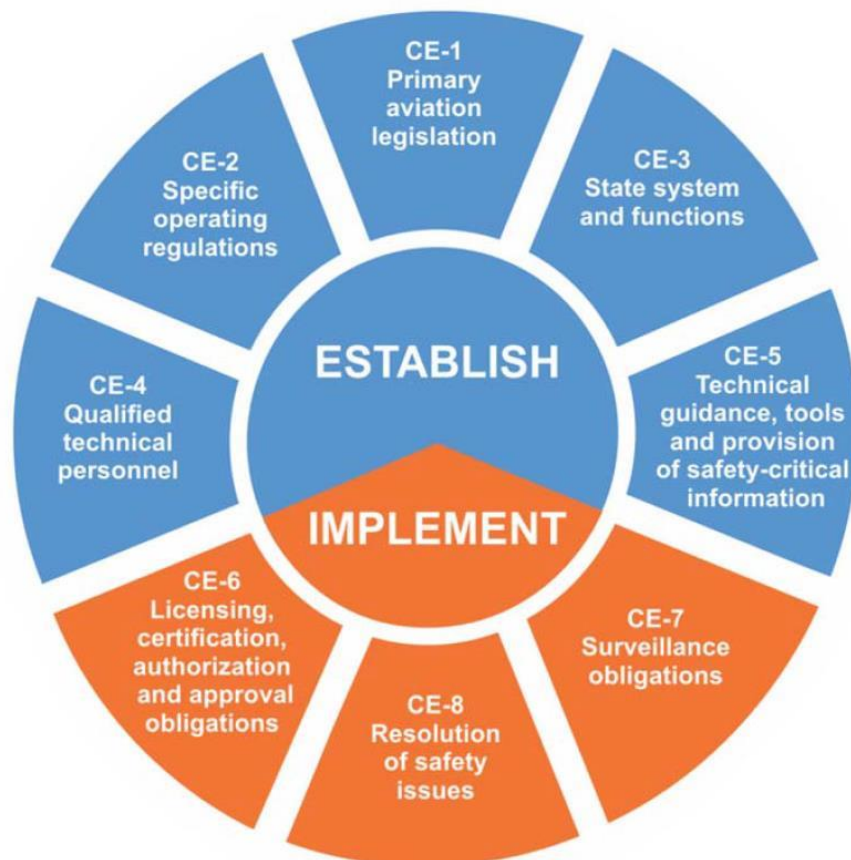 CE-1
Primary
aviation
legislation
CE-2
Specific
operating
regulations
CE-3
State system
and functions
CE-4
Qualified
technical
personnel
CE-5
Technical
guidance, tools
and provision
of safety-critical
information
ESTABLISH
IMPLEMENT
CE-6
Licensing,
certification,
authorization
and approval
obligations
CE-7
Surveillance
obligations
CE-8
Resolution
of safety
issues